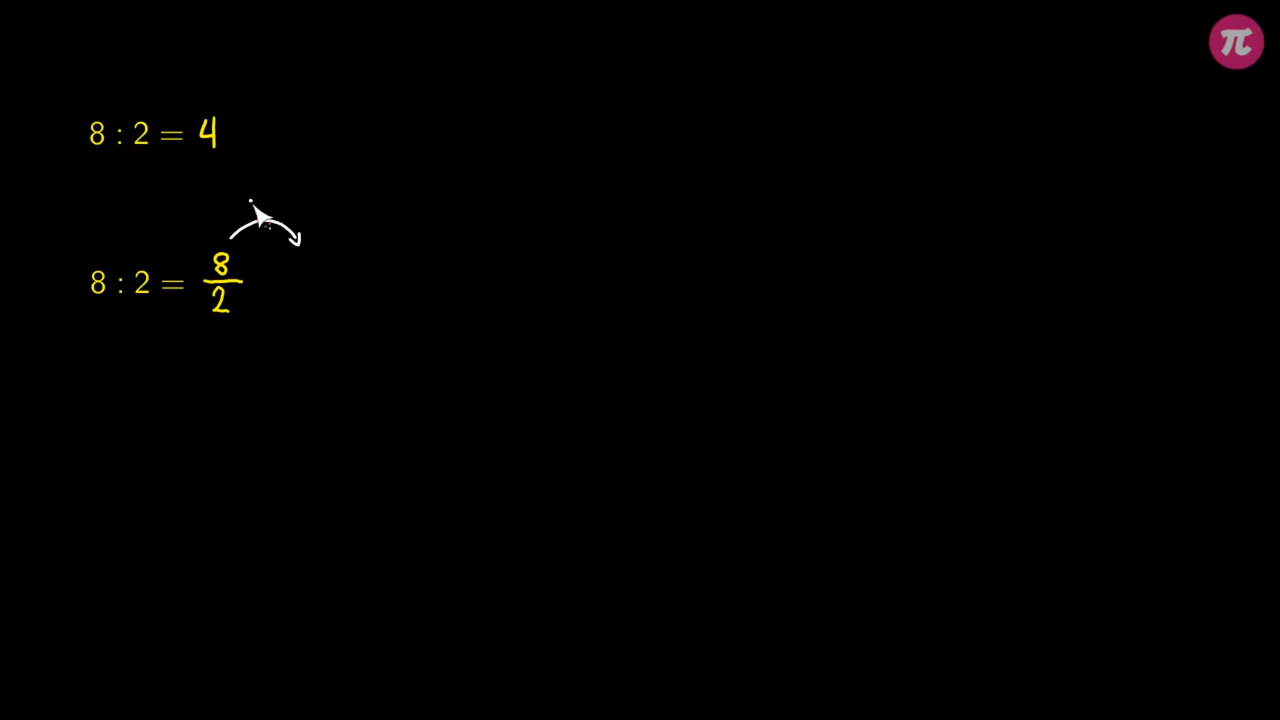 π
8 : 2 = 4
8 : 2 = 8/2